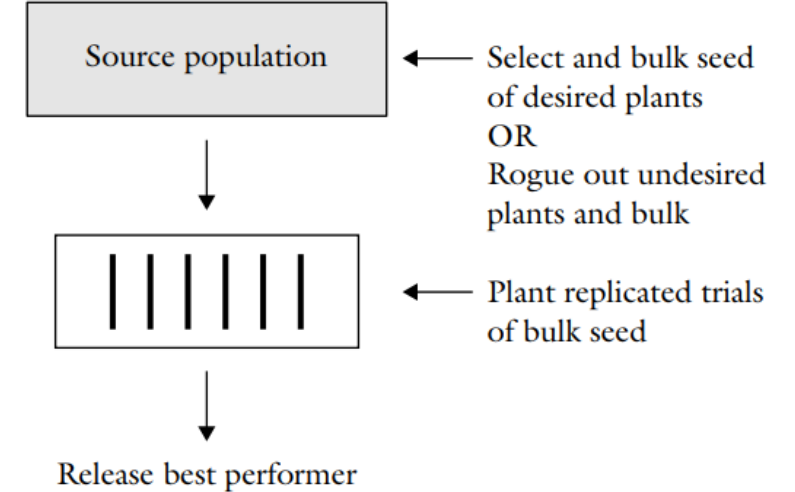 Source population
Select and bulk seed
of desired plants
OR
Rogue out undesired
plants and bulk
Plant replicated trials
of bulk seed
Release best performer